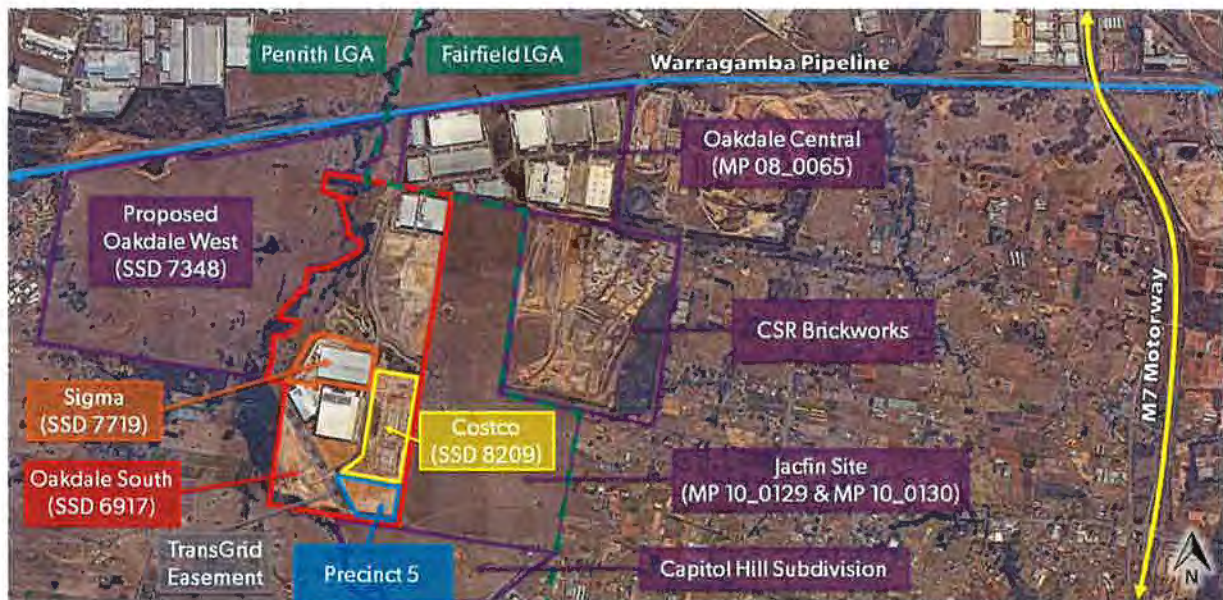 Penrith LGA
Fairfield LGA
Warragamba Pipeline
Oakdale Central
(MP 08_0065)
Proposed
Oakdale West
(SSD 7348)
CSR Brickworks
M7 Motorway
Sigma
(SSD 7719)
Costco
(SSD 8209)
Oakdale South
(SSD 6917)
Jacfin Site
(MP 10_0129 & MP 10_0130)
TransGrid
Easement
Precinct 5
Capitol Hill Subdivision
N